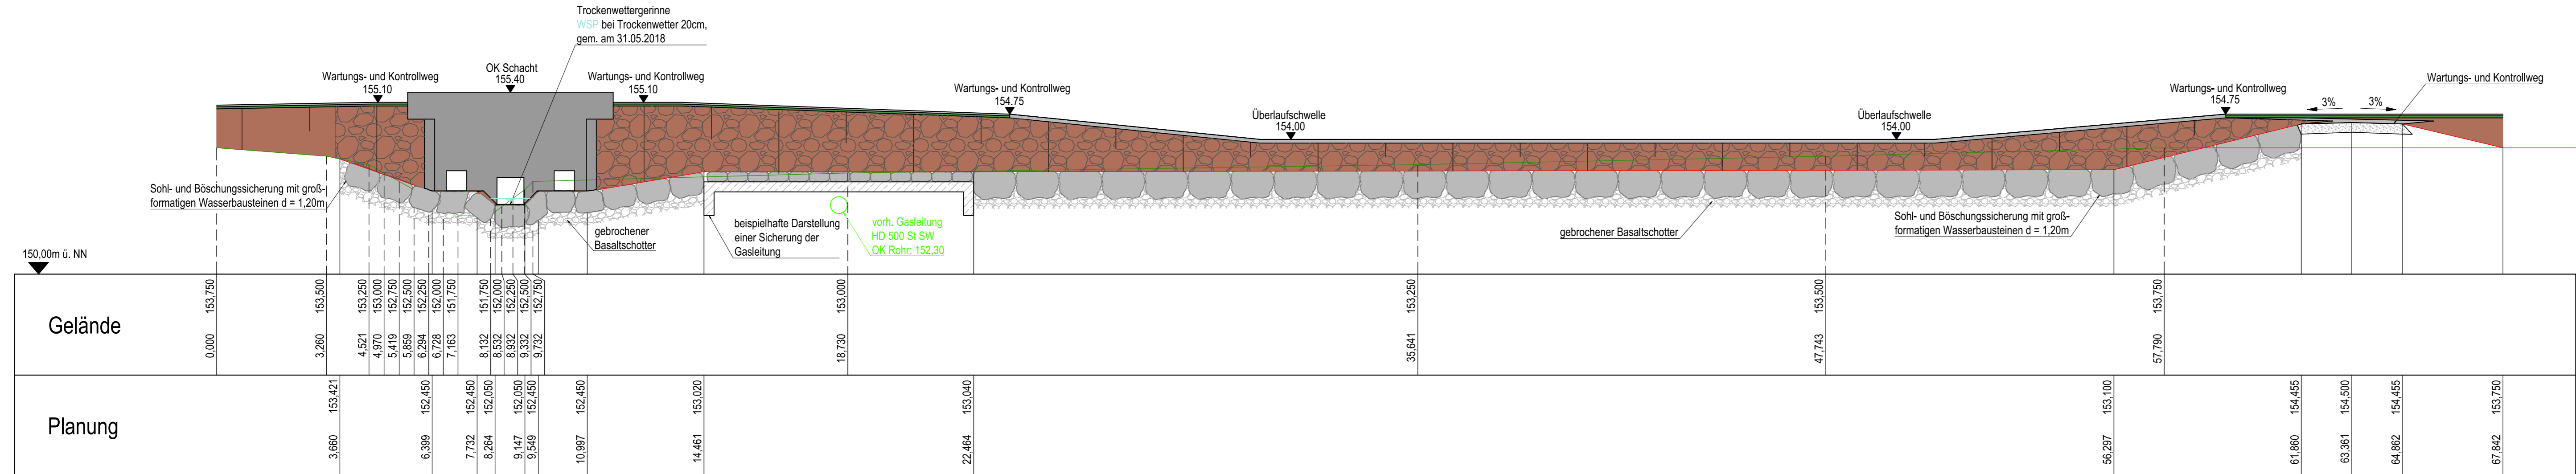 Trockenwettergerinne
WSP bei Trockenwetter 20cm,
gem. am 31.05.2018
Wartungs- und Kontrollweg
155.10
OK Schacht
155.40
Wartungs- und Kontrollweg
155.10
Wartungs- und Kontrollweg
154.75
Überlaufschwelle
154.00
Überlaufschwelle
154.00
Wartungs- und Kontrollweg
154.75
3%
3%
Wartungs- und Kontrollweg
Sohl- und Böschungssicherung mit groß-
formatigen Wasserbausteinen d = 1,20m
gebrochener
Basaltschotter
beispielhafte Darstellung
einer Sicherung der
Gasleitung
vorh. Gasleitung
HD 500 St SW
OK Rohr: 152,30
gebrochener Basaltschotter
Sohl- und Böschungssicherung mit groß-
formatigen Wasserbausteinen d = 1,20m
150,00m ü. NN
Gelände
0,000 153,750
3,260 153,500
4,521 153,250
4,970 153,000
5,419 152,750
5,859 152,500
6,294 152,250
6,728 152,000
7,163 151,750
8,132 151,750
8,532 152,000
8,932 152,250
9,332 152,500
9,732 152,750
18,730 153,000
35,641 153,250
47,743 153,500
57,790 153,750
Planung
3,660 153,421
6,399 152,450
7,732 152,450
8,264 152,050
9,147 152,050
9,549 152,450
10,997 152,450
14,461 153,020
22,464 153,040
56,297 153,100
61,860 154,455
63,361 154,500
64,862 154,455
67,842 153,750